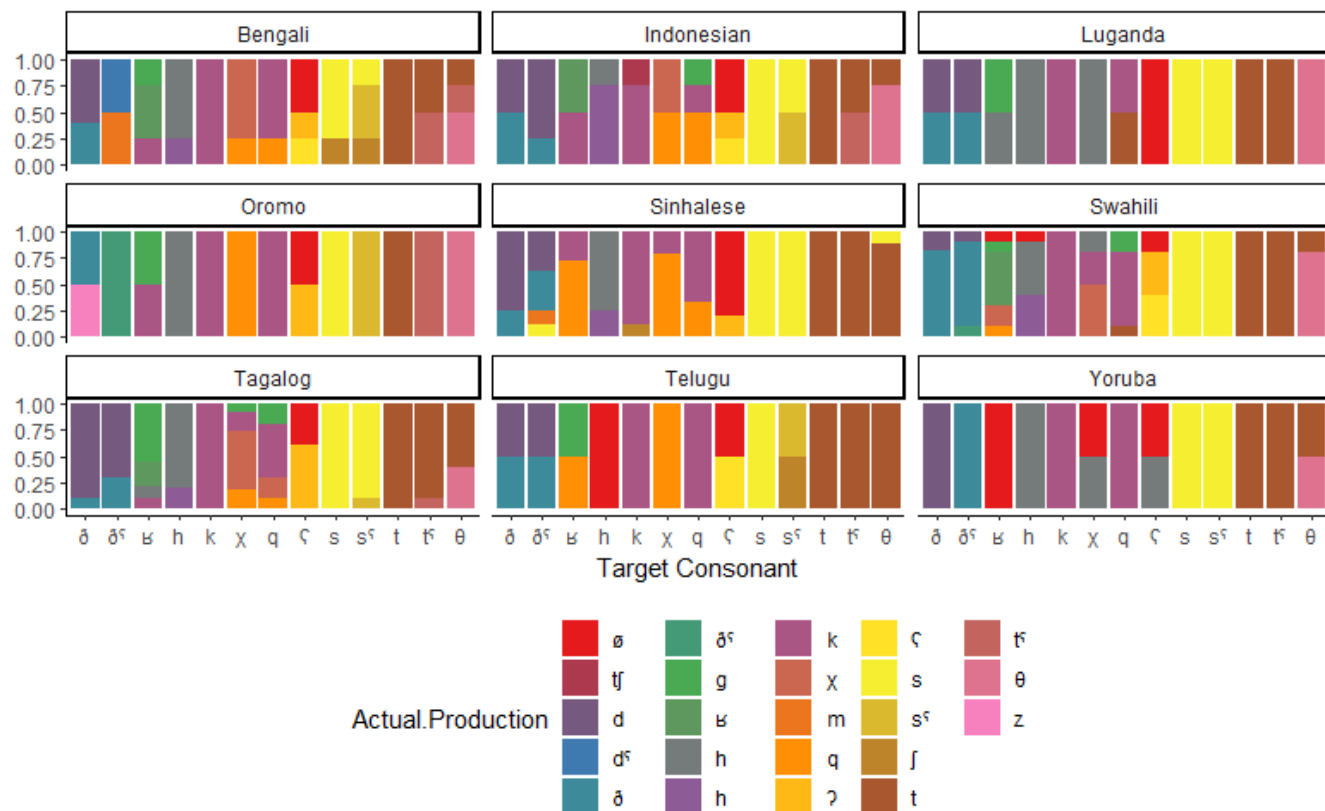 Bengali Indonesian Luganda
1.00
0.75
0.50
0.25
0.00
Oromo Sinhalese Swahili
1.00
0.75
0.50
0.25
0.00
Tagalog Telugu Yoruba
1.00
0.75
0.50
0.25
0.00
ð ðˤ ʁ h k χ q ʕ s sˤ t tˤ θ ð ðˤ ʁ h k χ q ʕ s sˤ t tˤ θ ð ðˤ ʁ h k χ q ʕ s sˤ t tˤ θ
Target Consonant
Actual.Production
ø ðˤ k ʕ tˤ
tʃ g χ s θ
d ʁ m sˤ z
dˤ h q ʃ
ð h ʔ t